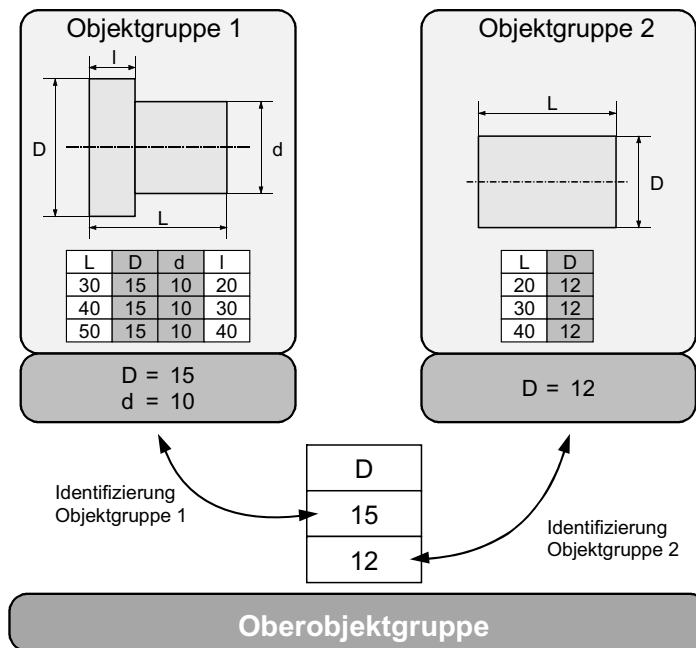 Objektgruppe 1
l
D
d
L
L D d l
30 15 10 20
40 15 10 30
50 15 10 40
D = 15
d = 10
Objektgruppe 2
L
D
L D
20 12
30 12
40 12
D = 12
Identifizierung
Objektgruppe 1
D
15
12
Identifizierung
Objektgruppe 2
Oberobjektgruppe